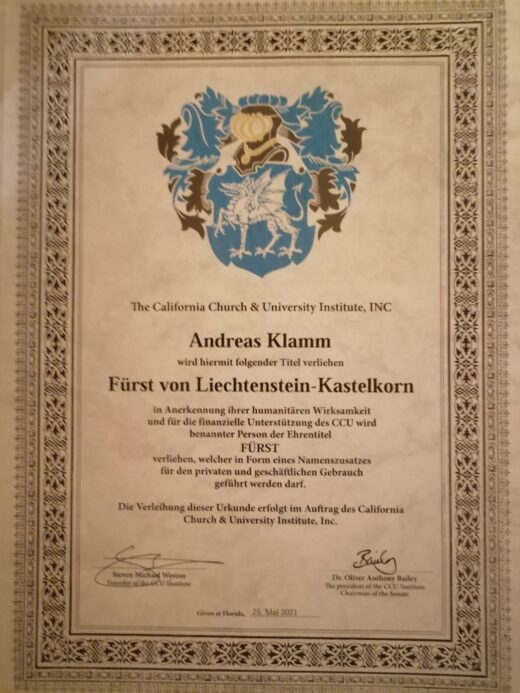 The California Church & University Institute, INC
Andreas Klamm
wird hiermit folgender Titel verliehen
Fürst von Liechtenstein-Kastelkorn
in Anerkennung ihrer humanitären Wirksamkeit
und für die finanzielle Unterstützung des CCU wird
benannter Person der Ehrentitel
FÜRST
verliehen, welcher in Form eines Namenszusatzes
für den privaten und geschäftlichen Gebrauch
geführt werden darf.
Die Verleihung dieser Urkunde erfolgt im Auftrag des California
Church & University Institute, Inc.
Steven Michael Weston
Founder of the CCU Institute
Bailey
Dr. Oliver Anthony Bailey
The president of the CCU Institute
Chairman of the Senate
Given at Florida, 25. Mai 2021